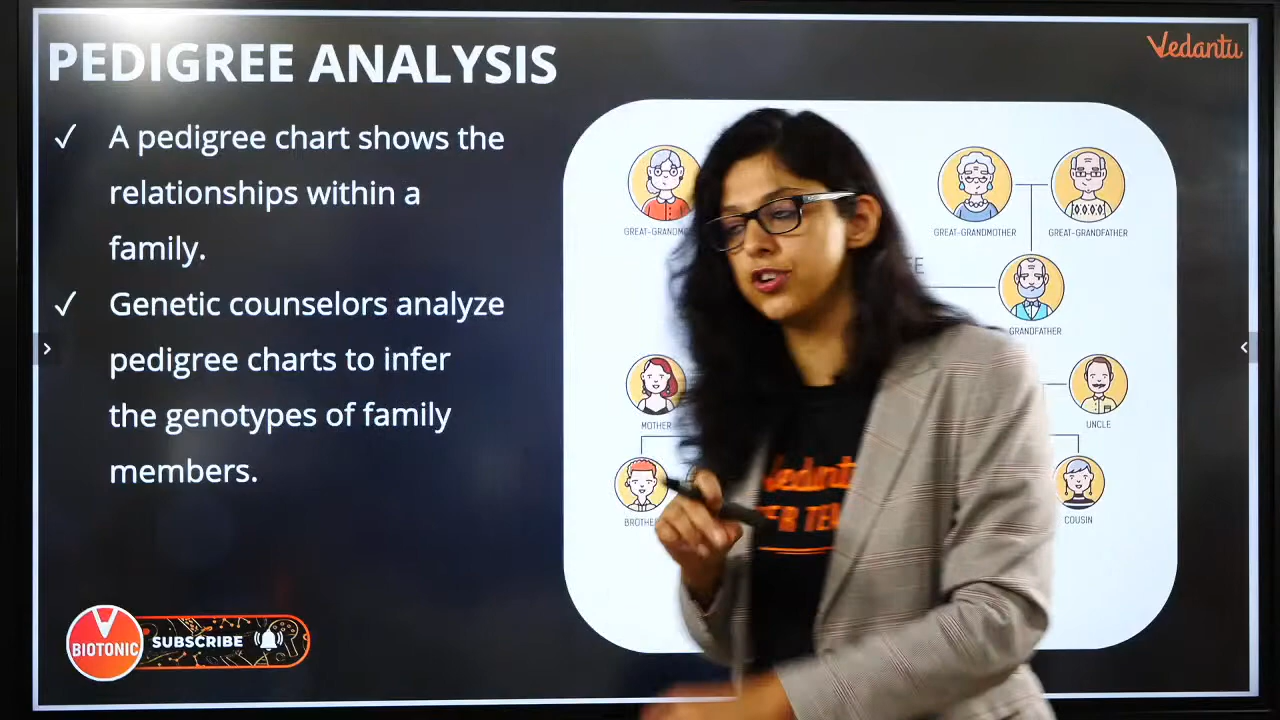 PEDIGREE ANALYSIS
Vedantu
✓ A pedigree chart shows the
relationships within a
family.
✓ Genetic counselors analyze
pedigree charts to infer
the genotypes of family
members.
GREAT-GRANDMOTHER
GREAT-GRANDFATHER
GRANDFATHER
MOTHER
UNCLE
COUSIN
BIOTONIC
SUBSCRIBE